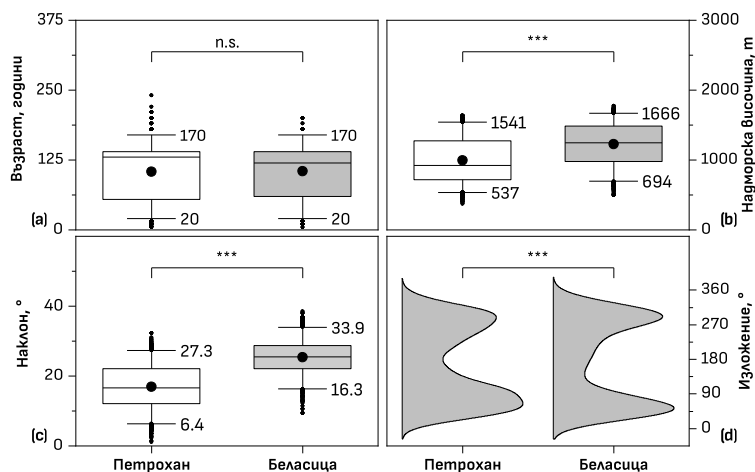 375
250
125
0
Възраст, години
n.s.
170
170
20
20
(a)
***
1541
1666
537
694
(b)
3000
2000
1000
0
Надморска височина, m
40
20
0
Наклон, °
***
27.3
33.9
6.4
16.3
(c)
***
360
270
180
90
0
Изложение, °
(d)
Петрохан
Беласица
Петрохан
Беласица